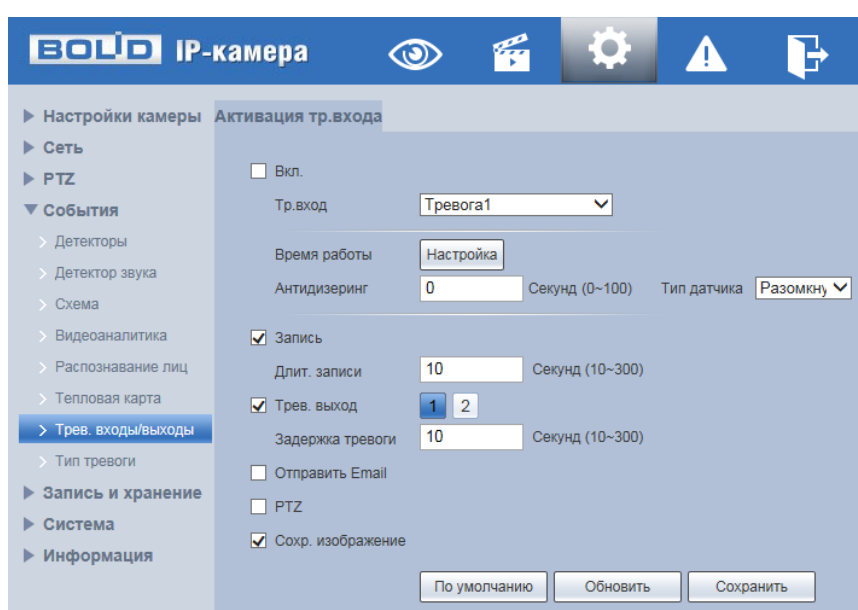 BOLID IP-камера
Настройки камеры
Сеть
PTZ
События
Детекторы
Детектор звука
Схема
Видеоаналитика
Распознавание лиц
Тепловая карта
Трев. входы/выходы
Тип тревоги
Запись и хранение
Система
Информация
Активация тр.входа
Вкл.
Тр.вход Тревога1
Время работы Настройка
Антидизеринг 0 Секунд (0~100) Тип датчика Разомкну
Запись
Длит. записи 10 Секунд (10~300)
Трев. выход 1 2
Задержка тревоги 10 Секунд (10~300)
Отправить Email
PTZ
Сохр. изображение
По умолчанию Обновить Сохранить